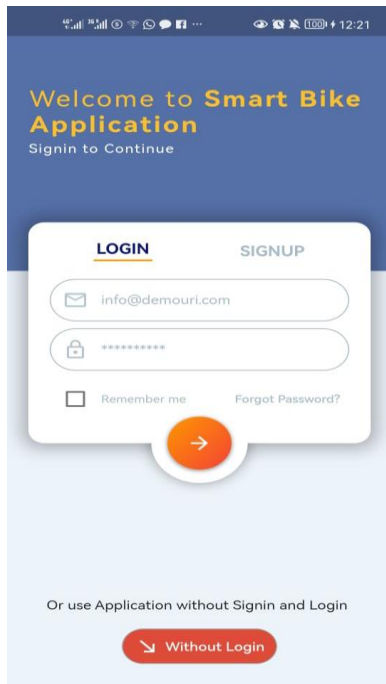 100 12:21
Welcome to Smart Bike
Application
Signin to Continue
LOGIN SIGNUP
info@demouri.com
**********
Remember me Forgot Password?
Or use Application without Signin and Login
Without Login